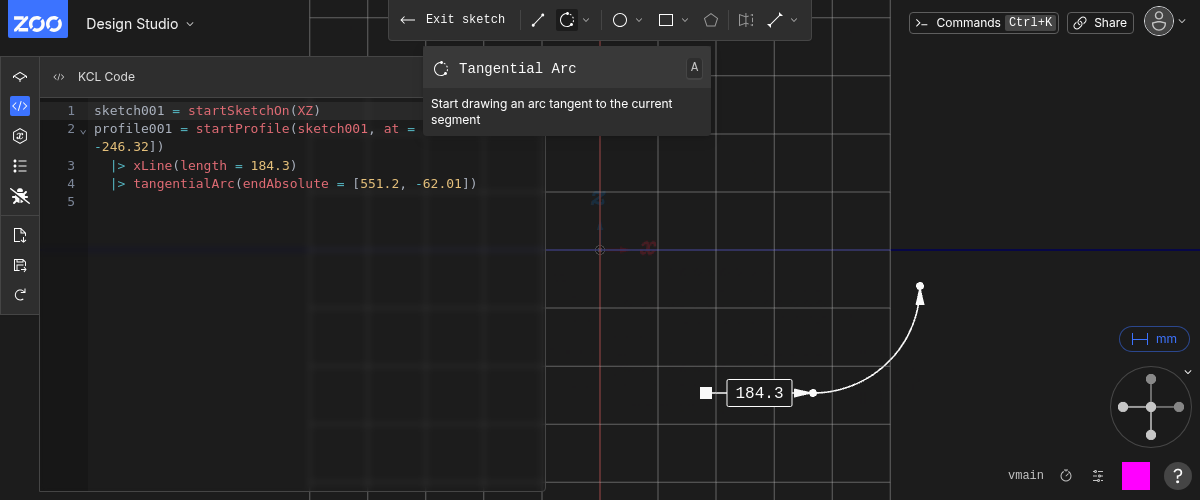 ZOO
Design Studio
Exit sketch
Commands Ctrl+K
Share
Tangential Arc
A
Start drawing an arc tangent to the current
segment
KCL Code
1 sketch001 = startSketchOn(XZ)
2 profile001 = startProfile(sketch001, at =
-246.32])
3 |> xLine(length = 184.3)
4 |> tangentialArc(endAbsolute = [551.2, -62.01])
5
z
x
mm
184.3
vmain
?